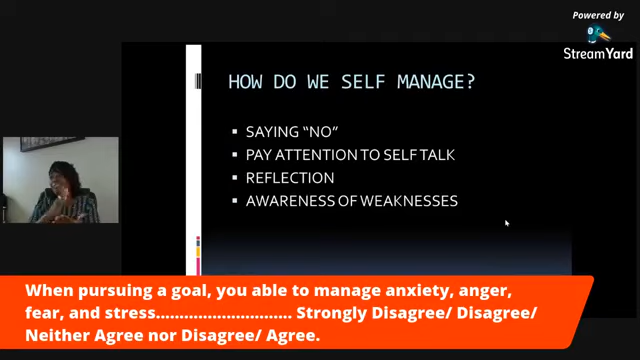 Powered by
StreamYard
HOW DO WE SELF MANAGE?
SAYING "NO"
PAY ATTENTION TO SELF TALK
REFLECTION
AWARENESS OF WEAKNESSES
When pursuing a goal, you able to manage anxiety, anger,
fear, and stress............................. Strongly Disagree/ Disagree/
Neither Agree nor Disagree/ Agree.